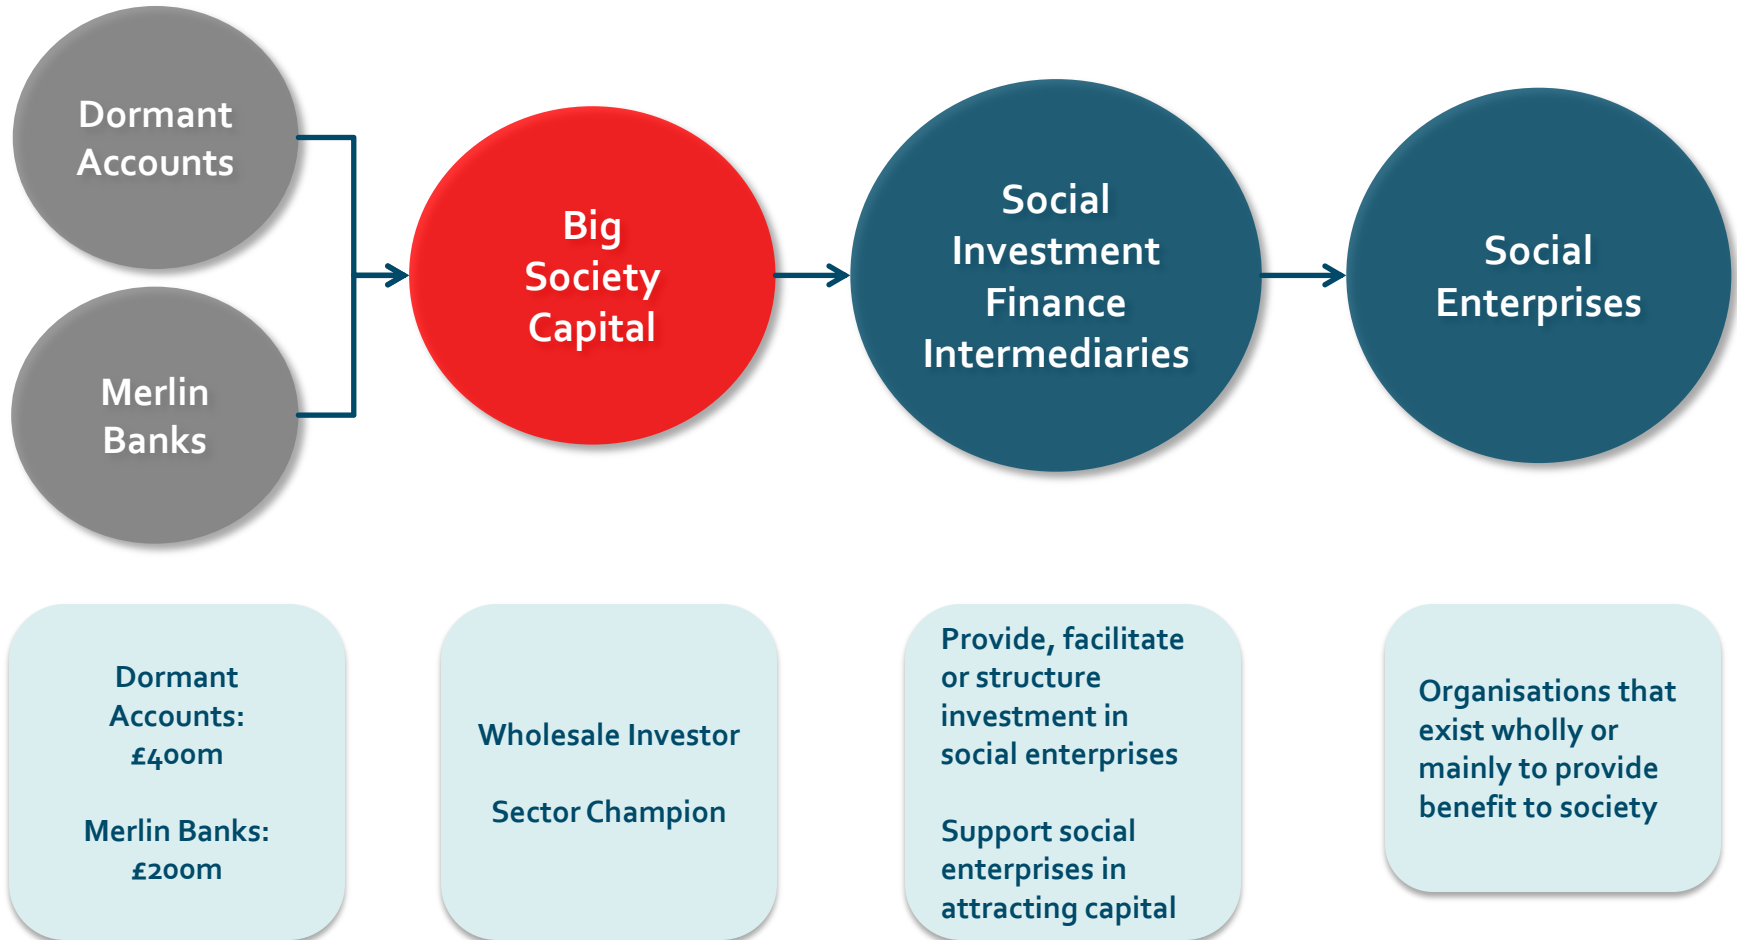 Dormant
Accounts
Merlin
Banks
Big
Society
Capital
Social
Investment
Finance
Intermediaries
Social
Enterprises
Dormant
Accounts:
£400m
Merlin Banks:
£200m
Wholesale Investor
Sector Champion
Provide, facilitate
or structure
investment in
social enterprises
Support social
enterprises in
attracting capital
Organisations that
exist wholly or
mainly to provide
benefit to society